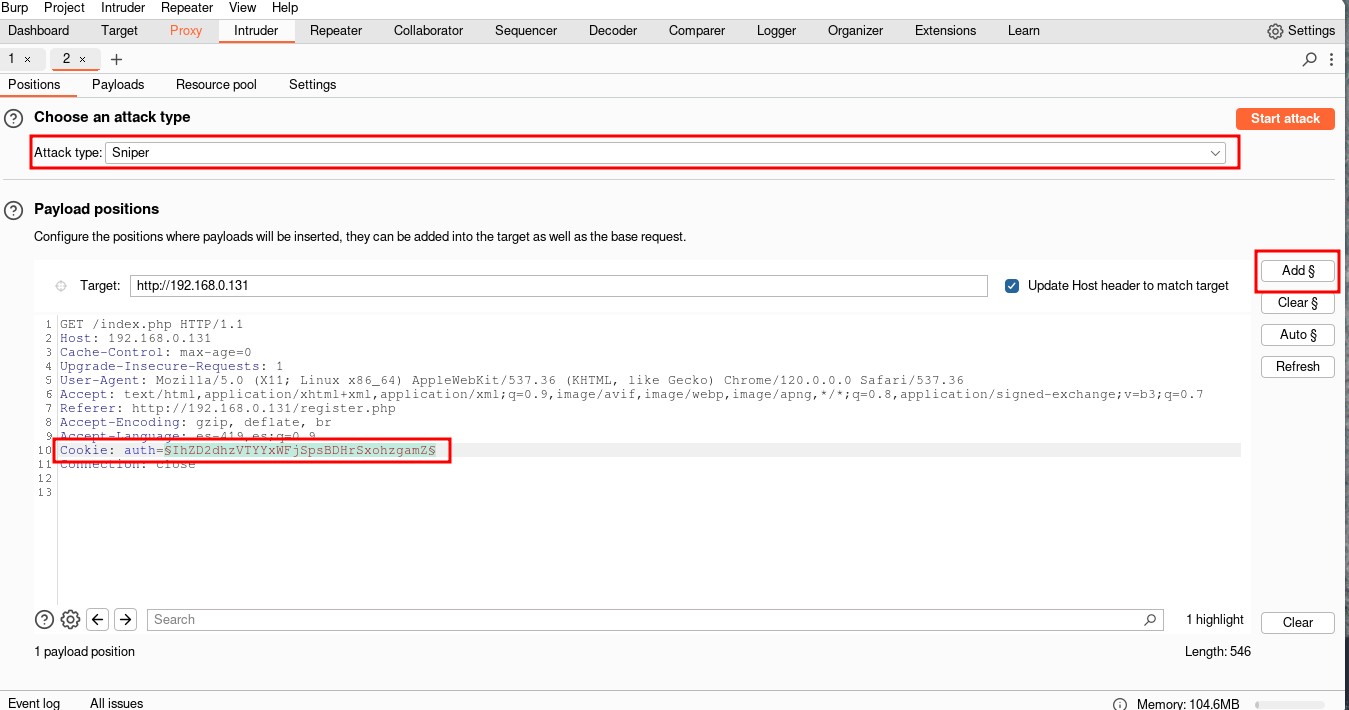 Burp Project Intruder Repeater View Help
Dashboard Target Proxy Intruder Repeater Collaborator Sequencer Decoder Comparer Logger Organizer Extensions Learn Settings
1 × 2 × +
Positions Payloads Resource pool Settings
? Choose an attack type Start attack
Attack type: Sniper
? Payload positions
Configure the positions where payloads will be inserted, they can be added into the target as well as the base request.
Add §
Target: http://192.168.0.131 Update Host header to match target
Clear §
Auto §
Refresh
1 GET /index.php HTTP/1.1
2 Host: 192.168.0.131
3 Cache-Control: max-age=0
4 Upgrade-Insecure-Requests: 1
5 User-Agent: Mozilla/5.0 (X11; Linux x86_64) AppleWebKit/537.36 (KHTML, like Gecko) Chrome/120.0.0.0 Safari/537.36
6 Accept: text/html,application/xhtml+xml,application/xml;q=0.9,image/avif,image/webp,image/apng,*/*;q=0.8,application/signed-exchange;v=b3;q=0.7
7 Referer: http://192.168.0.131/register.php
8 Accept-Encoding: gzip, deflate, br
9 Accept-Language: es-419,es;q=0.9
10 Cookie: auth=§IhZD2dhzVTYYxWFjSpsBDHrSxohzgamZ§
11 Connection: close
12
13
? Search 1 highlight Clear
1 payload position Length: 546
Event log All issues Memory: 104.6MB